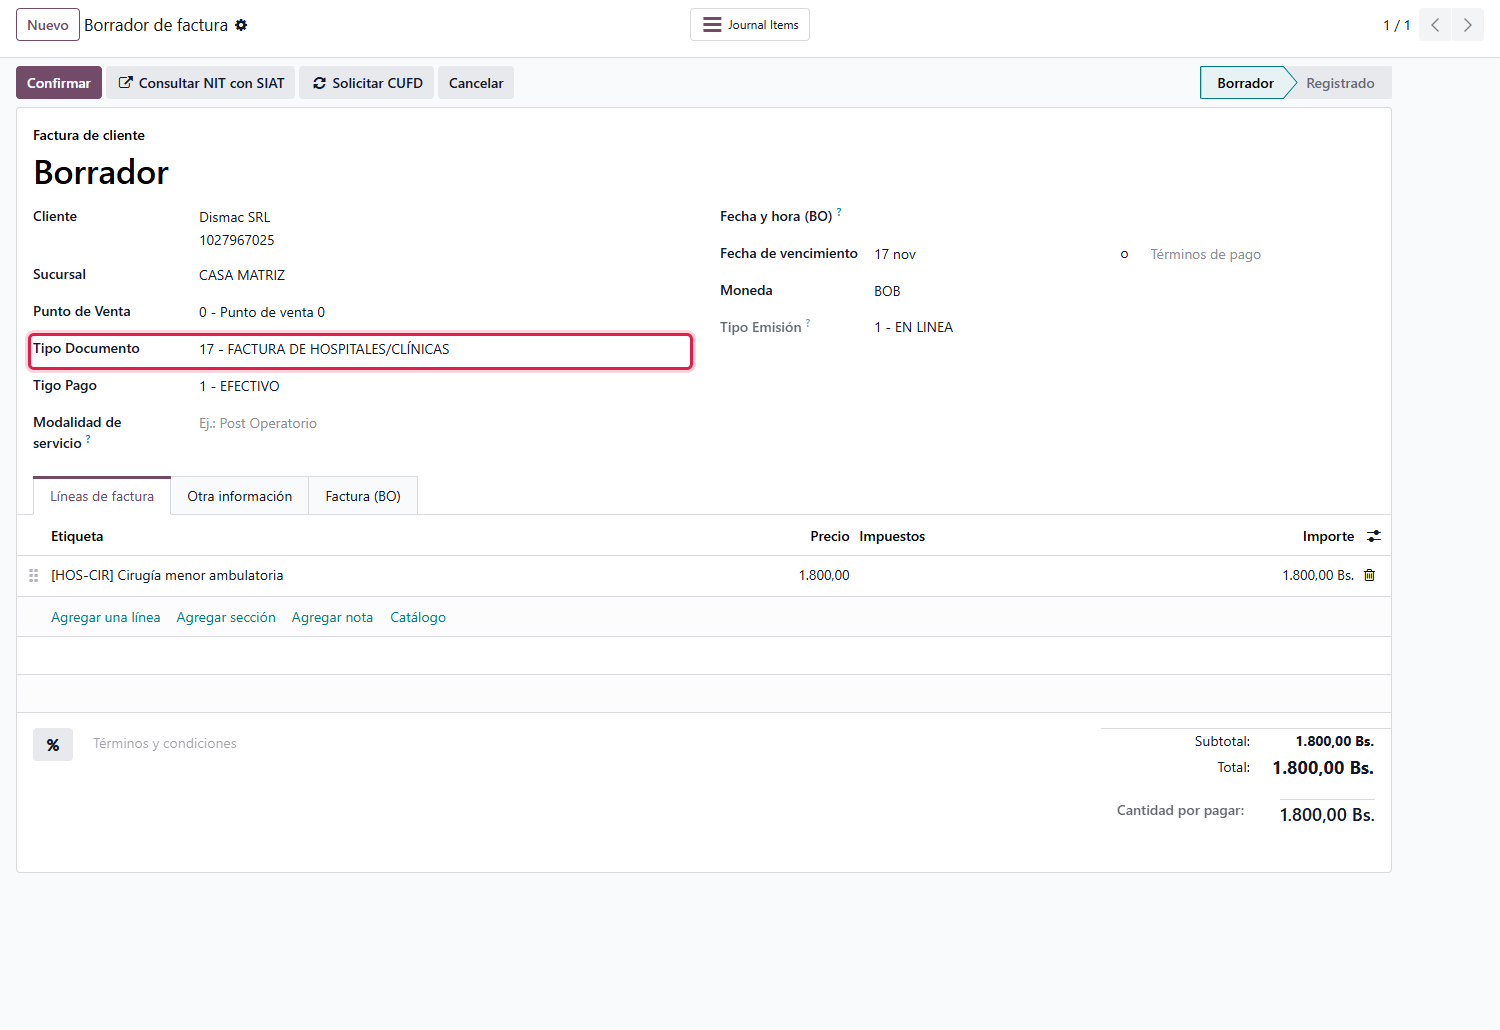 Nuevo Borrador de factura
Journal Items
1 / 1
Confirmar Consultar NIT con SIAT Solicitar CUFD Cancelar
Borrador Registrado
Factura de cliente
Borrador
Cliente Dismac SRL
1027967025
Sucursal CASA MATRIZ
Punto de Venta 0 - Punto de venta 0
Tipo Documento 17 - FACTURA DE HOSPITALES/CLÍNICAS
Tigo Pago 1 - EFECTIVO
Modalidad de servicio ? Ej.: Post Operatorio
Fecha y hora (BO) ?
Fecha de vencimiento 17 nov o Términos de pago
Moneda BOB
Tipo Emisión ? 1 - EN LINEA
Líneas de factura Otra información Factura (BO)
Etiqueta Precio Impuestos Importe
[HOS-CIR] Cirugía menor ambulatoria 1.800,00 1.800,00 Bs.
Agregar una línea Agregar sección Agregar nota Catálogo
% Términos y condiciones
Subtotal: 1.800,00 Bs.
Total: 1.800,00 Bs.
Cantidad por pagar: 1.800,00 Bs.